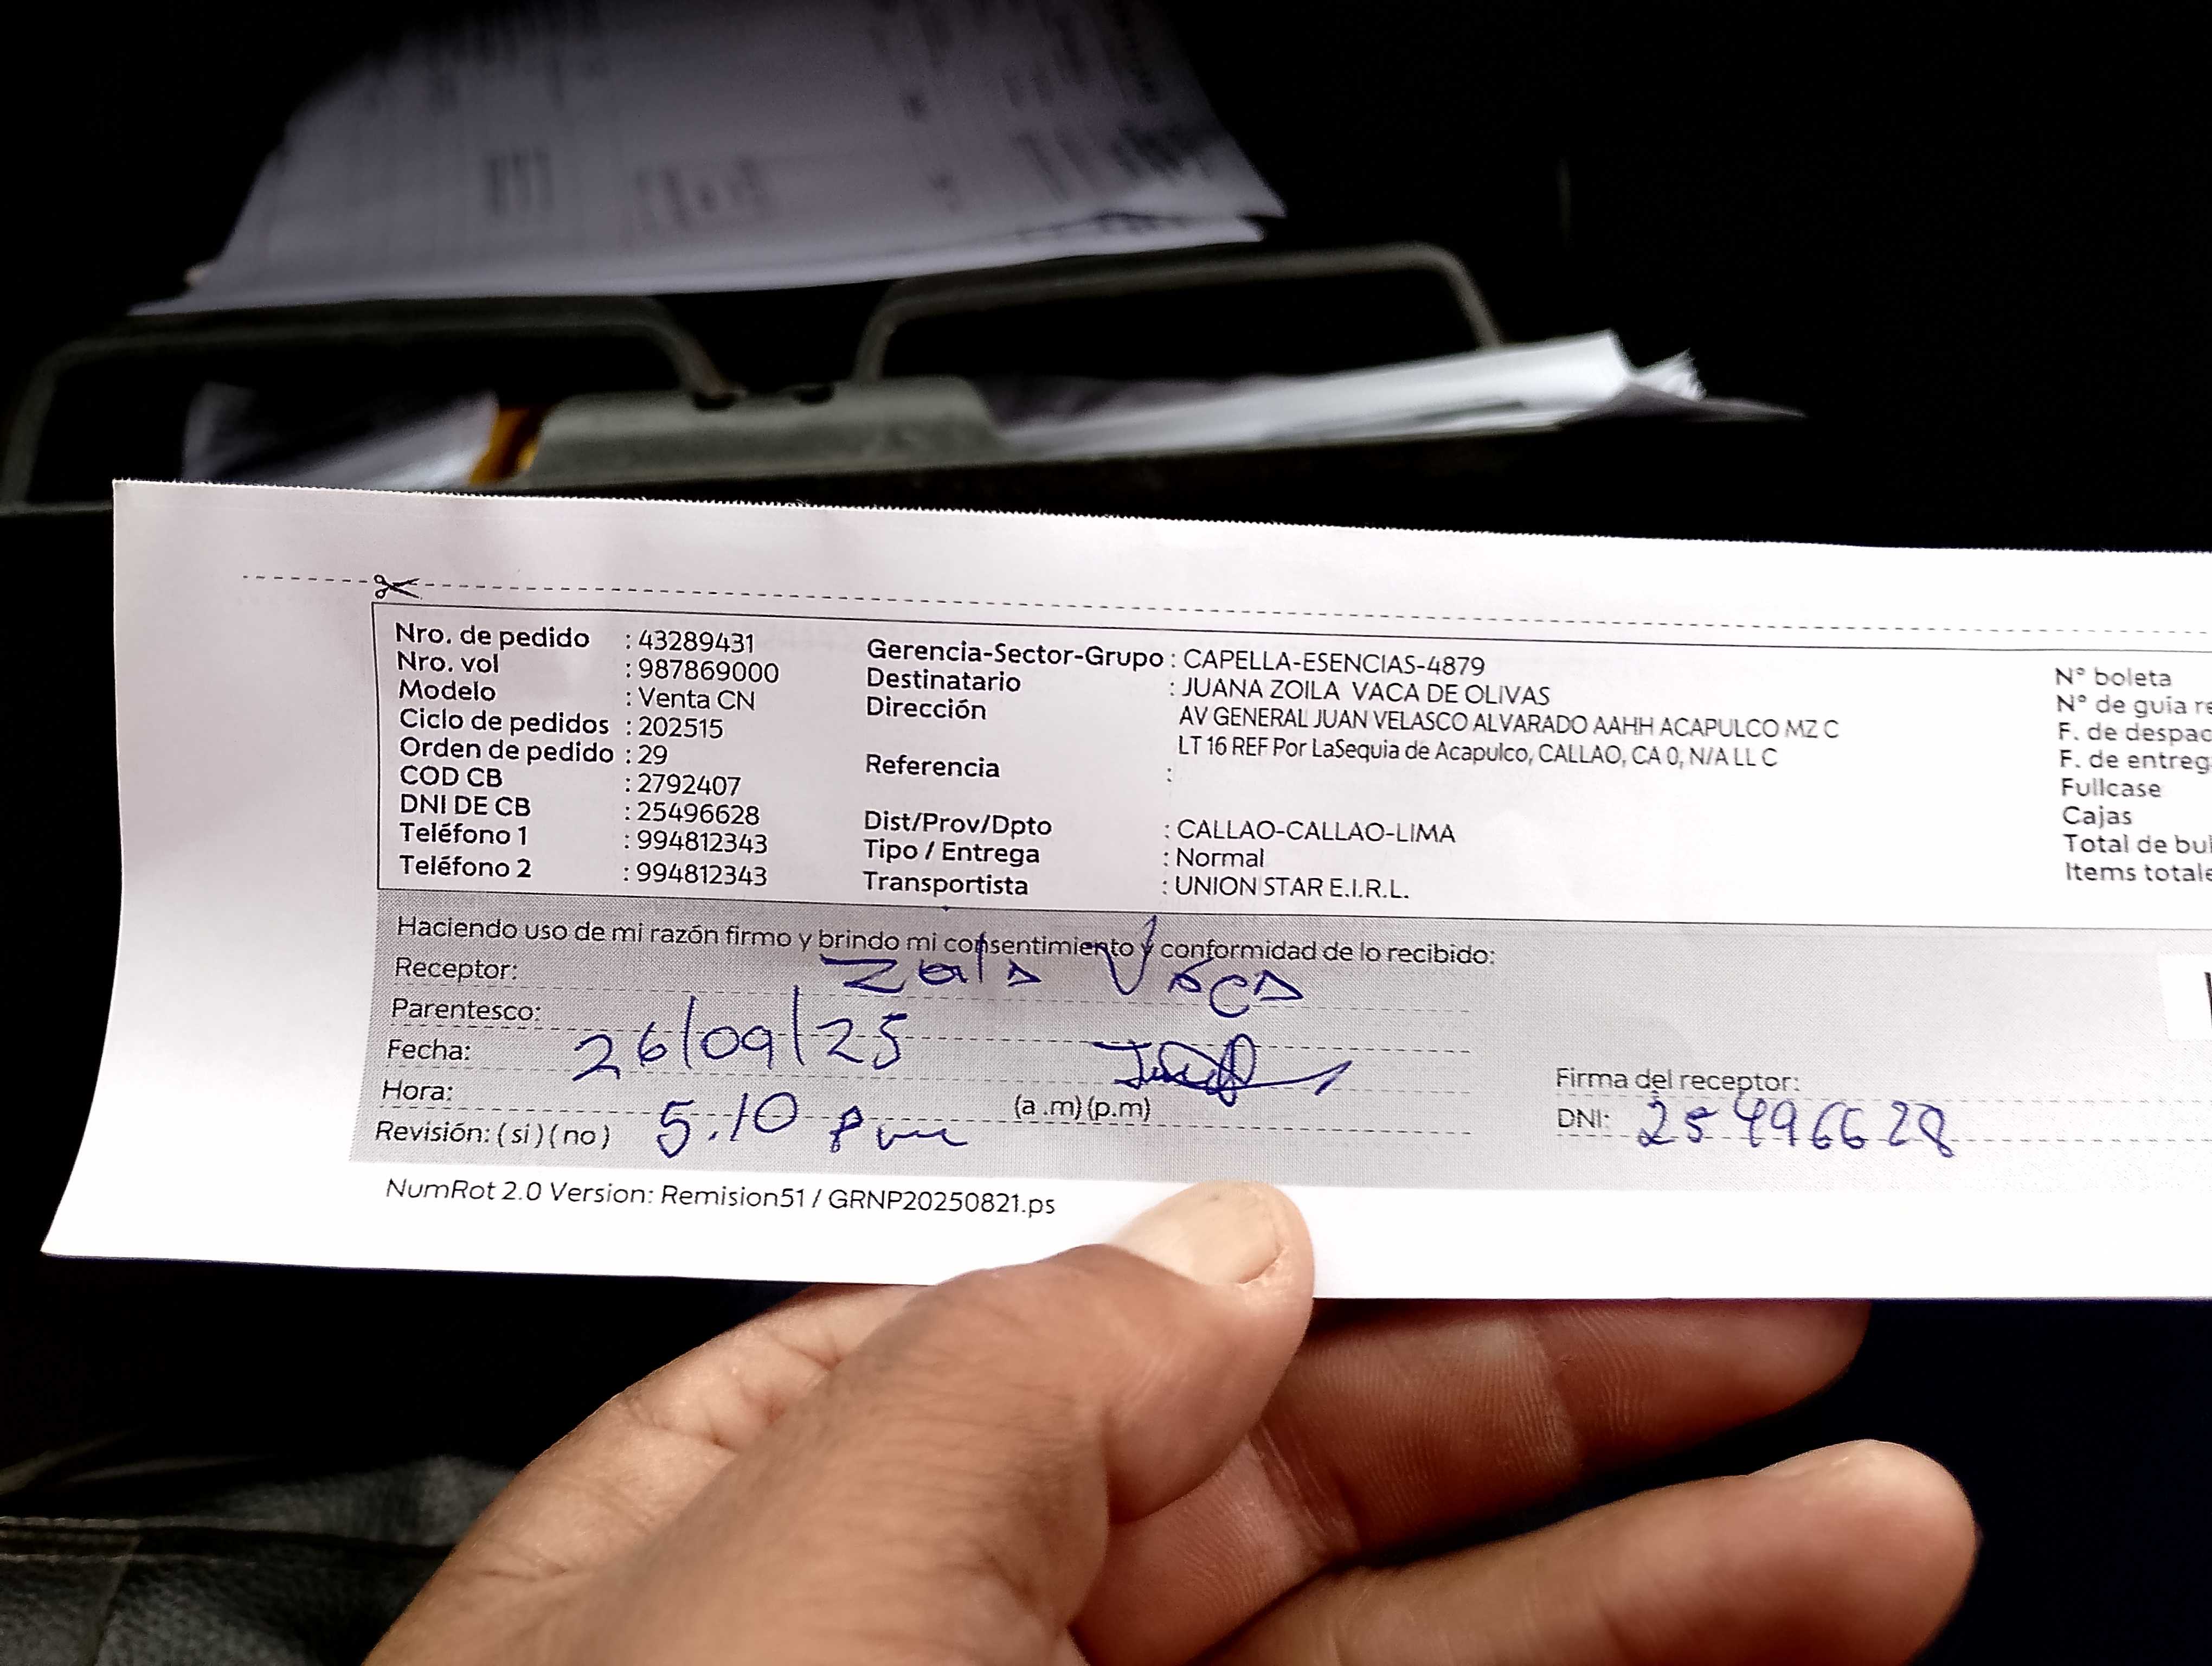 Nro. de pedido : 43289431
Nro. vol : 987869000
Modelo : Venta CN
Ciclo de pedidos : 202515
Orden de pedido : 29
COD CB : 2792407
DNI DE CB : 25496628
Teléfono 1 : 994812343
Teléfono 2 : 994812343
Gerencia-Sector-Grupo : CAPELLA-ESENCIAS-4879
Destinatario : JUANA ZOILA VACA DE OLIVAS
Dirección AV GENERAL JUAN VELASCO ALVARADO AAHH ACAPULCO MZ C
LT 16 REF Por LaSequia de Acapulco, CALLAO, CA 0, N/A LL C
Referencia :
Dist/Prov/Dpto : CALLAO-CALLAO-LIMA
Tipo / Entrega : Normal
Transportista : UNION STAR E.I.R.L.
N° boleta
N° de guía re
F. de despac
F. de entreg
Fullcase
Cajas
Total de bul
Items totale
Haciendo uso de mi razón firmo y brindo mi consentimiento y conformidad de lo recibido:
Receptor: Zoila Vaca
Parentesco:
Fecha: 26/09/25
Hora: 5.10 pm (a .m) (p.m)
Revisión: ( si ) ( no )
Firma del receptor:
DNI: 25496628
NumRot 2.0 Version: Remision51 / GRNP20250821.ps